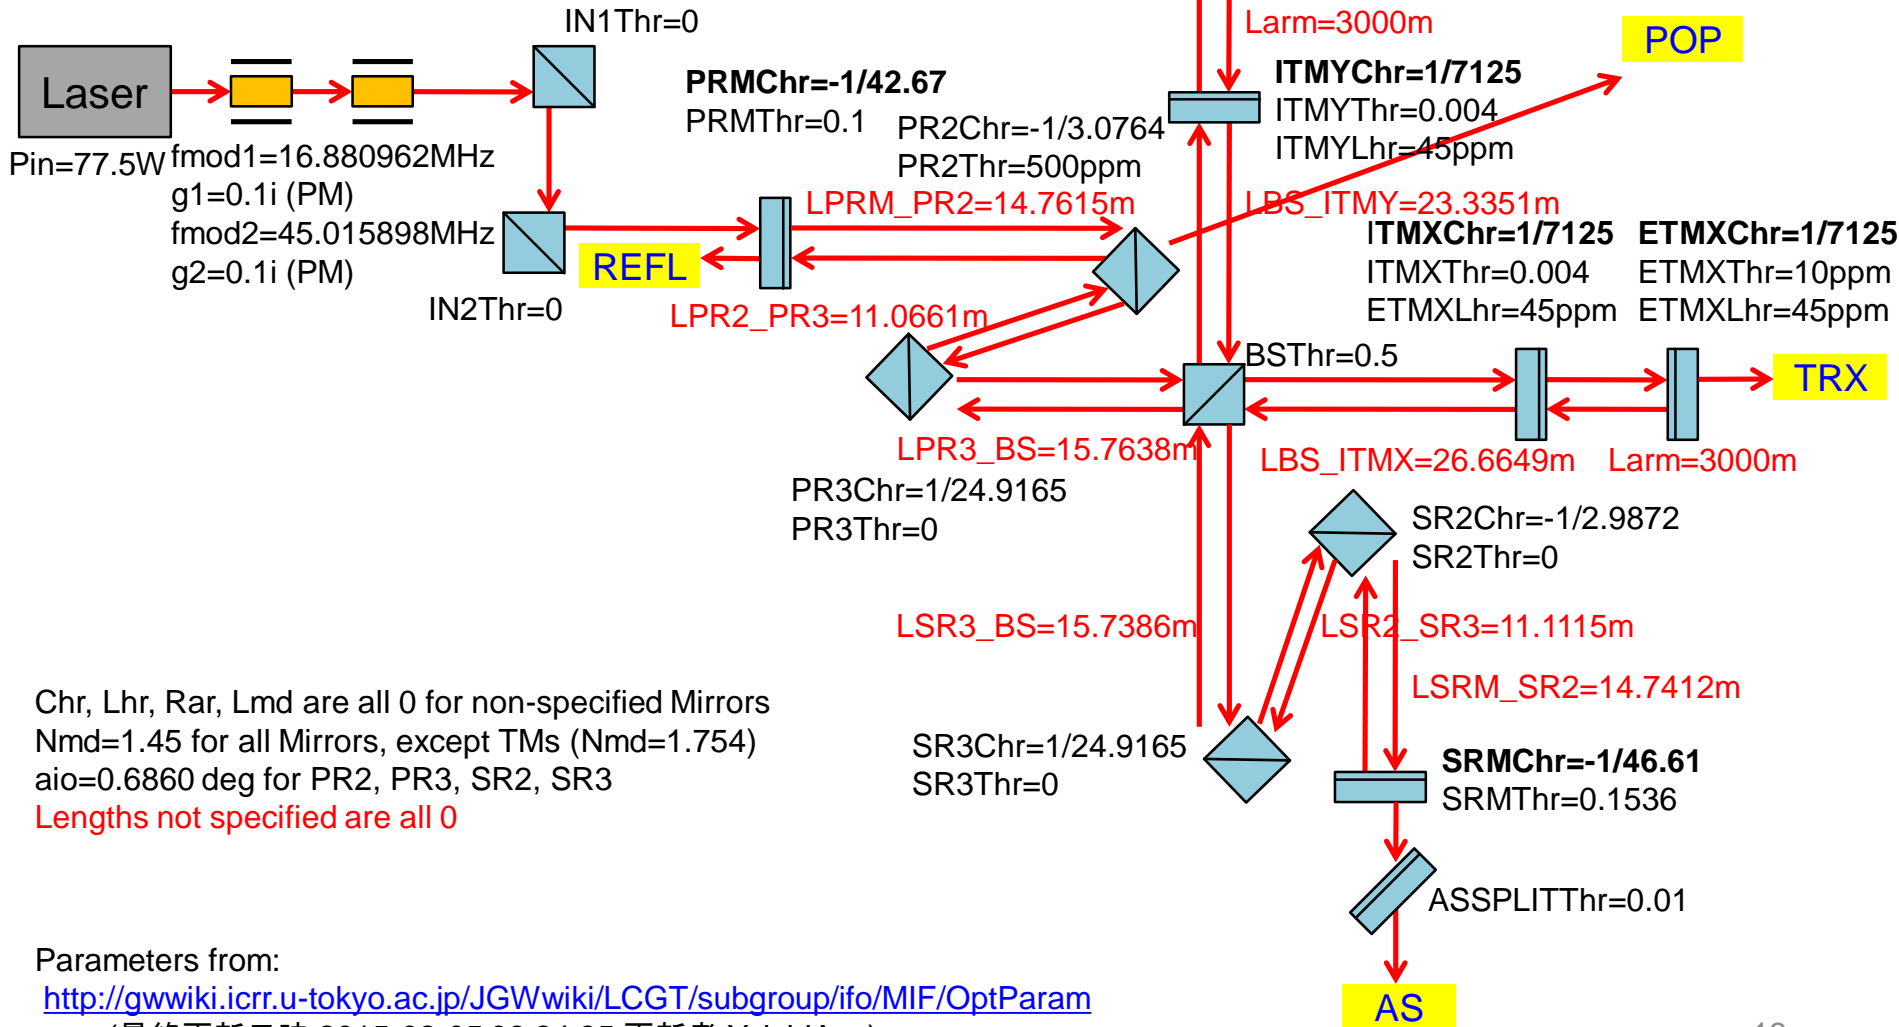 IN1Thr=0
Larm=3000m
POP
Laser
PRMChr=-1/42.67
PRMThr=0.1
ITMYChr=1/7125
ITMYThr=0.004
ITMYLhr=45ppm
PR2Chr=-1/3.0764
PR2Thr=500ppm
Pin=77.5W
fmod1=16.880962MHz
g1=0.1i (PM)
fmod2=45.015898MHz
g2=0.1i (PM)
LPRM_PR2=14.7615m
LBS_ITMY=23.3351m
ITMXChr=1/7125
ITMXThr=0.004
ETMXLhr=45ppm
ETMXChr=1/7125
ETMXThr=10ppm
ETMXLhr=45ppm
REFL
IN2Thr=0
LPR2_PR3=11.0661m
BSThr=0.5
TRX
LPR3_BS=15.7638m
LBS_ITMX=26.6649m
Larm=3000m
PR3Chr=1/24.9165
PR3Thr=0
SR2Chr=-1/2.9872
SR2Thr=0
LSR3_BS=15.7386m
LSR2_SR3=11.1115m
LSRM_SR2=14.7412m
Chr, Lhr, Rar, Lmd are all 0 for non-specified Mirrors
Nmd=1.45 for all Mirrors, except TMs (Nmd=1.754)
aio=0.6860 deg for PR2, PR3, SR2, SR3
Lengths not specified are all 0
SR3Chr=1/24.9165
SR3Thr=0
SRMChr=-1/46.61
SRMThr=0.1536
ASSPLITThr=0.01
Parameters from:
http://gwwiki.icrr.u-tokyo.ac.jp/JGWwiki/LCGT/subgroup/ifo/MIF/OptParam
AS